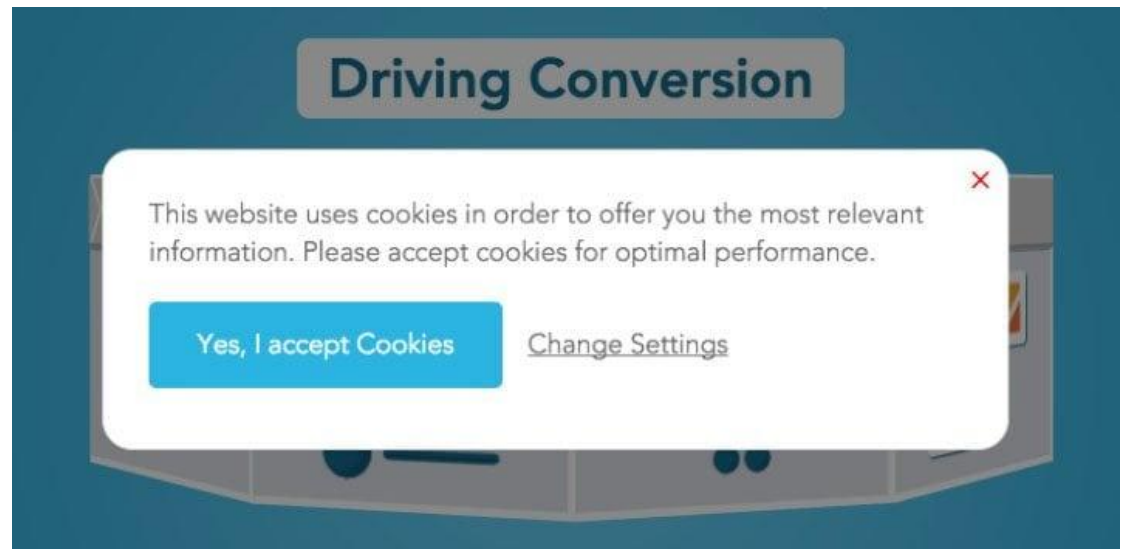 Driving Conversion
This website uses cookies in order to offer you the most relevant
information. Please accept cookies for optimal performance.
Yes, I accept Cookies
Change Settings